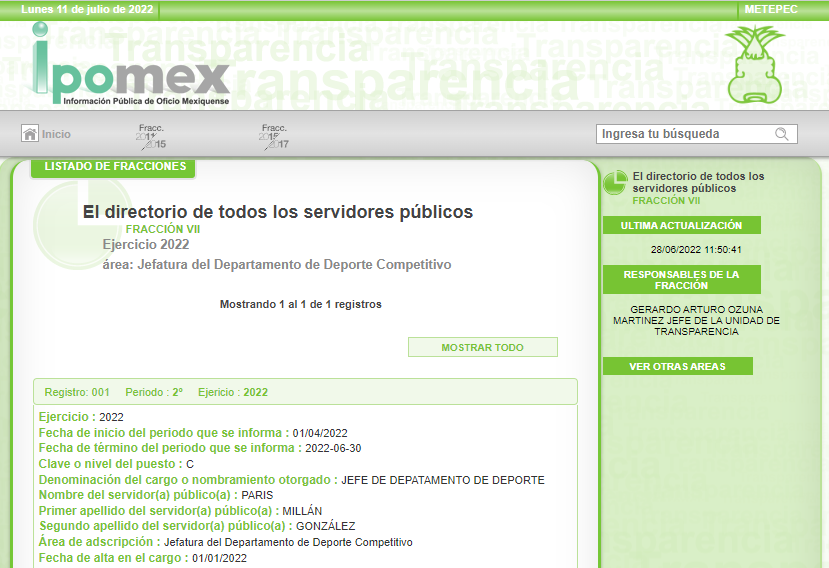 Lunes 11 de julio de 2022
METEPEC
ipomex
Información Pública de Oficio Mexiquense
Transparencia
Transparencia
Inicio
Fracc.
2011
/2015
Fracc.
2015
/2017
Ingresa tu búsqueda
LISTADO DE FRACCIONES
El directorio de todos los servidores públicos
FRACCIÓN VII
Ejercicio 2022
área: Jefatura del Departamento de Deporte Competitivo
Mostrando 1 al 1 de 1 registros
MOSTRAR TODO
Registro: 001 Periodo : 2º Ejericio : 2022
Ejercicio : 2022
Fecha de inicio del periodo que se informa : 01/04/2022
Fecha de término del periodo que se informa : 2022-06-30
Clave o nivel del puesto : C
Denominación del cargo o nombramiento otorgado : JEFE DE DEPATAMENTO DE DEPORTE
Nombre del servidor(a) público(a) : PARIS
Primer apellido del servidor(a) público(a) : MILLÁN
Segundo apellido del servidor(a) público(a) : GONZÁLEZ
Área de adscripción : Jefatura del Departamento de Deporte Competitivo
Fecha de alta en el cargo : 01/01/2022
El directorio de todos los
servidores públicos
FRACCIÓN VII
ULTIMA ACTUALIZACIÓN
28/06/2022 11:50:41
RESPONSABLES DE LA
FRACCIÓN
GERARDO ARTURO OZUNA
MARTINEZ JEFE DE LA UNIDAD DE
TRANSPARENCIA
VER OTRAS AREAS